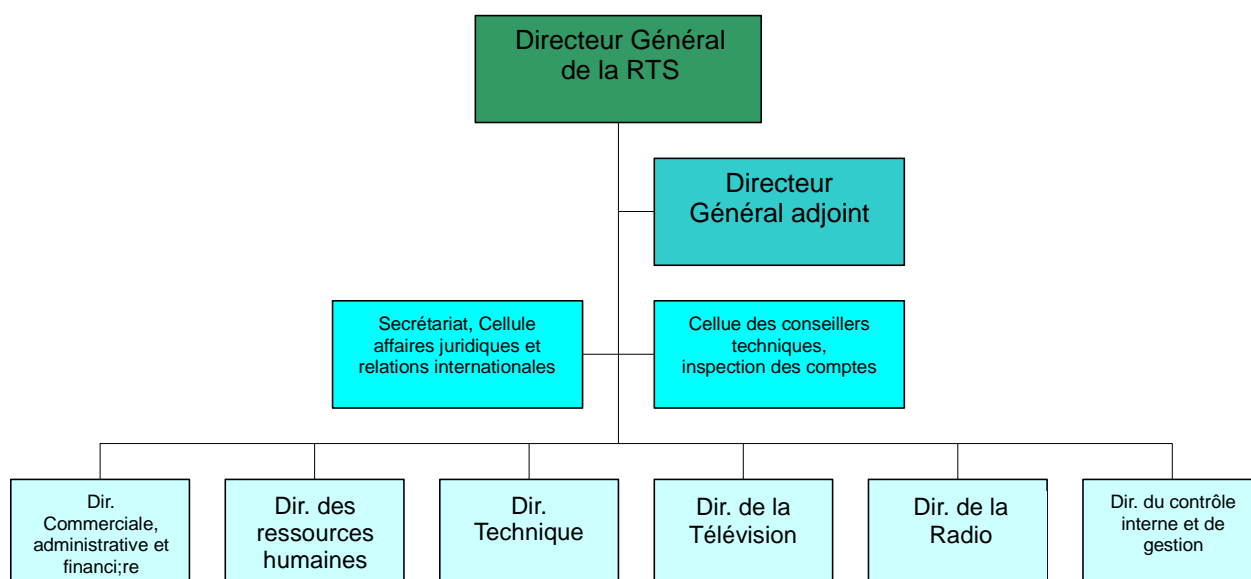 Directeur Général
de la RTS
Directeur
Général adjoint
Secrétariat, Cellule
affaires juridiques et
relations internationales
Cellue des conseillers
techniques,
inspection des comptes
Dir.
Commerciale,
administrative et
financi;re
Dir. des
ressources
humaines
Dir.
Technique
Dir. de la
Télévision
Dir. de la
Radio
Dir. du contrôle
interne et de
gestion